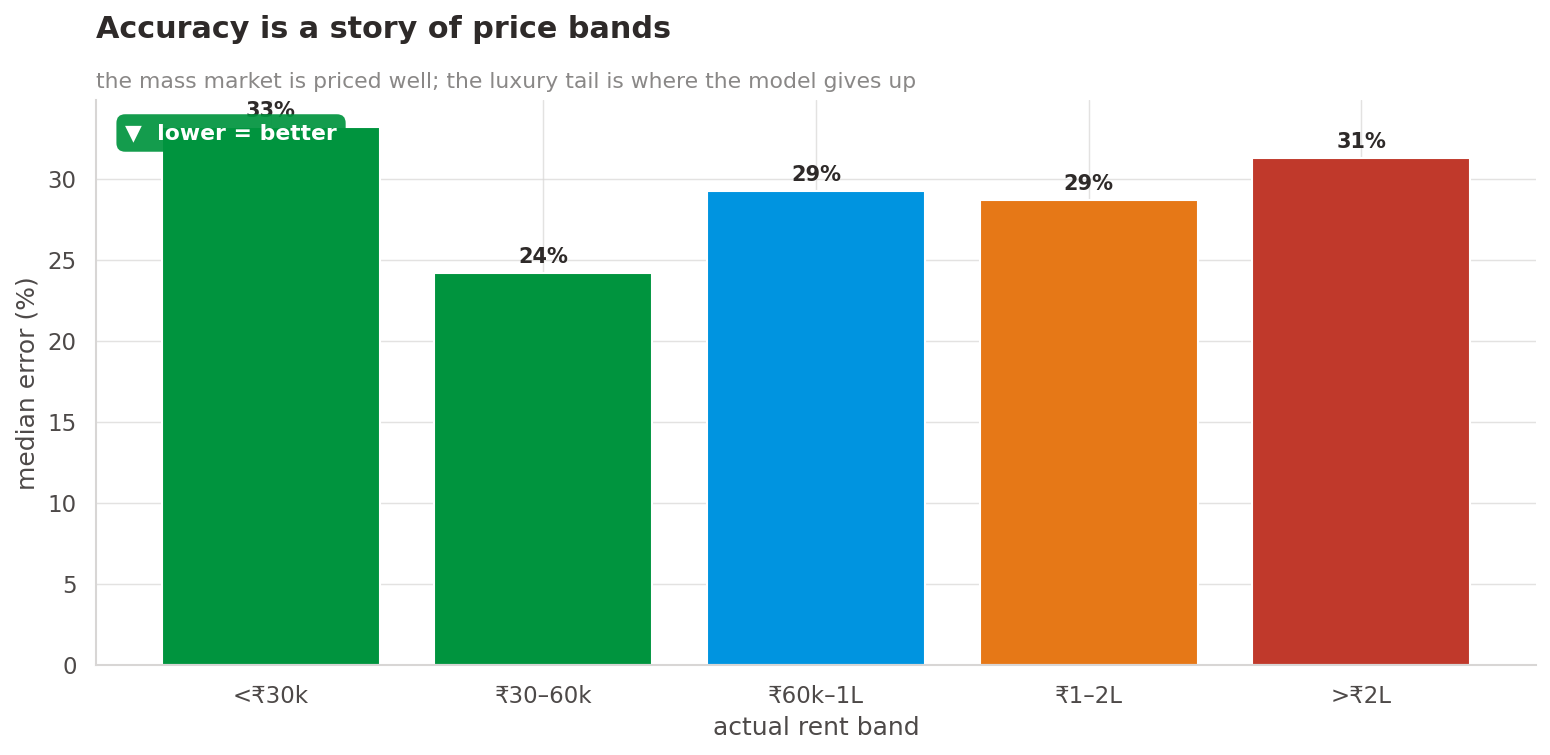 Accuracy is a story of price bands
the mass market is priced well; the luxury tail is where the model gives up
33%
▼ lower = better
31%
29%
29%
24%
30
25
20
15
10
5
0
median error (%)
<₹30k
₹30–60k
₹60k–1L
₹1–2L
>₹2L
actual rent band